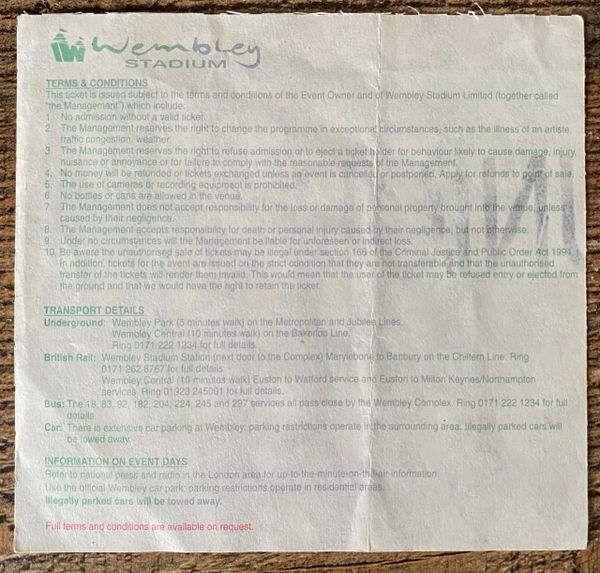 Wembley
STADIUM
TERMS & CONDITIONS
This ticket is issued subject to the terms and conditions of the Event Owner and of Wembley Stadium Limited (together called
"the Management") which include:
1. No admission without a valid ticket.
2. The Management reserves the right to change the programme in exceptional circumstances, such as the illness of an artiste,
traffic congestion, weather.
3. The Management reserves the right to refuse admission or to eject a ticket holder for behaviour likely to cause damage, injury,
nuisance or annoyance or for failure to comply with the reasonable requests of the Management.
4. No money will be refunded or tickets exchanged unless an event is cancelled or postponed. Apply for refunds to point of sale.
5. The use of cameras or recording equipment is prohibited.
6. No bottles or cans are allowed in the venue.
7. The Management does not accept responsibility for the loss or damage of personal property brought into the venue, unless
caused by their negligence.
8. The Management accepts responsibility for death or personal injury caused by their negligence, but not otherwise.
9. Under no circumstances will the Management be liable for unforeseen or indirect loss.
10. Be aware the unauthorised sale of tickets may be illegal under section 166 of the Criminal Justice and Public Order Act 1994.
In addition, tickets for the event are issued on the strict condition that they are not transferable and that the unauthorised
transfer of the tickets will render them invalid. This would mean that the user of the ticket may be refused entry or ejected from
the ground and that we would have the right to retain the ticket.
TRANSPORT DETAILS
Underground: Wembley Park (5 minutes walk) on the Metropolitan and Jubilee Lines.
Wembley Central (10 minutes walk) on the Bakerloo Line.
Ring 0171 222 1234 for full details.
British Rail: Wembley Stadium Station (next door to the Complex) Marylebone to Banbury on the Chiltern Line. Ring
0171 262 6767 for full details.
Wembley Central (10 minutes walk) Euston to Watford service and Euston to Milton Keynes/Northampton
services. Ring 01923 245001 for full details.
Bus: The 18, 83, 92, 182, 204, 224, 245 and 297 services all pass close by the Wembley Complex. Ring 0171 222 1234 for full
details.
Car: There is extensive car parking at Wembley, parking restrictions operate in the surrounding area. Illegally parked cars will
be towed away.
INFORMATION ON EVENT DAYS
Refer to national press and radio in the London area for up-to-the-minute-on-the-air information.
Use the official Wembley car park, parking restrictions operate in residential areas.
Illegally parked cars will be towed away.
Full terms and conditions are available on request.